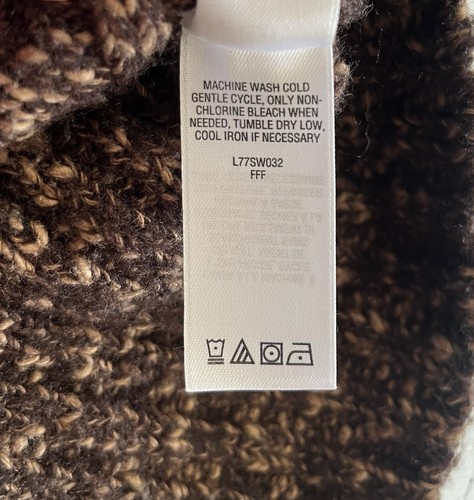 MACHINE WASH COLD
GENTLE CYCLE, ONLY NON-
CHLORINE BLEACH WHEN
NEEDED, TUMBLE DRY LOW,
COOL IRON IF NECESSARY
L77SW032
FFF